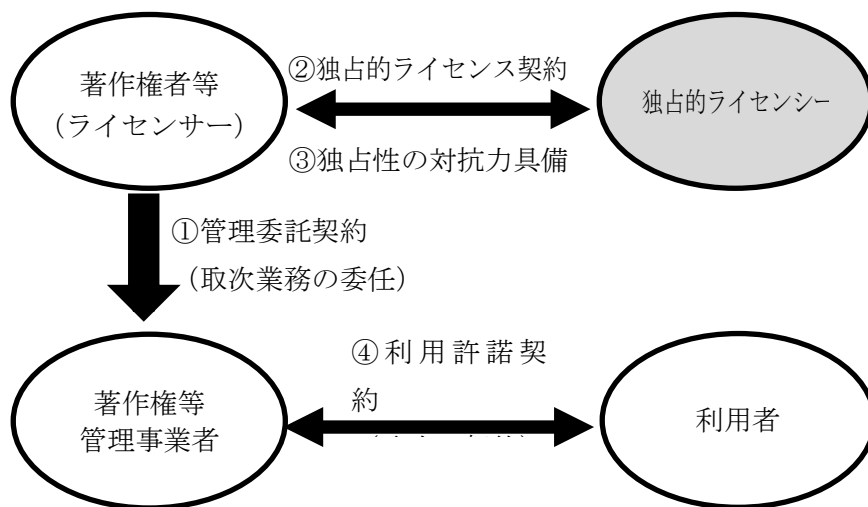 著作権者等
（ライセンサー）
②独占的ライセンス契約
独占的ライセンシー
③独占性の対抗力具備
①管理委託契約
（取次業務の委任）
④利用許諾契
約
著作権等
管理事業者
利用者